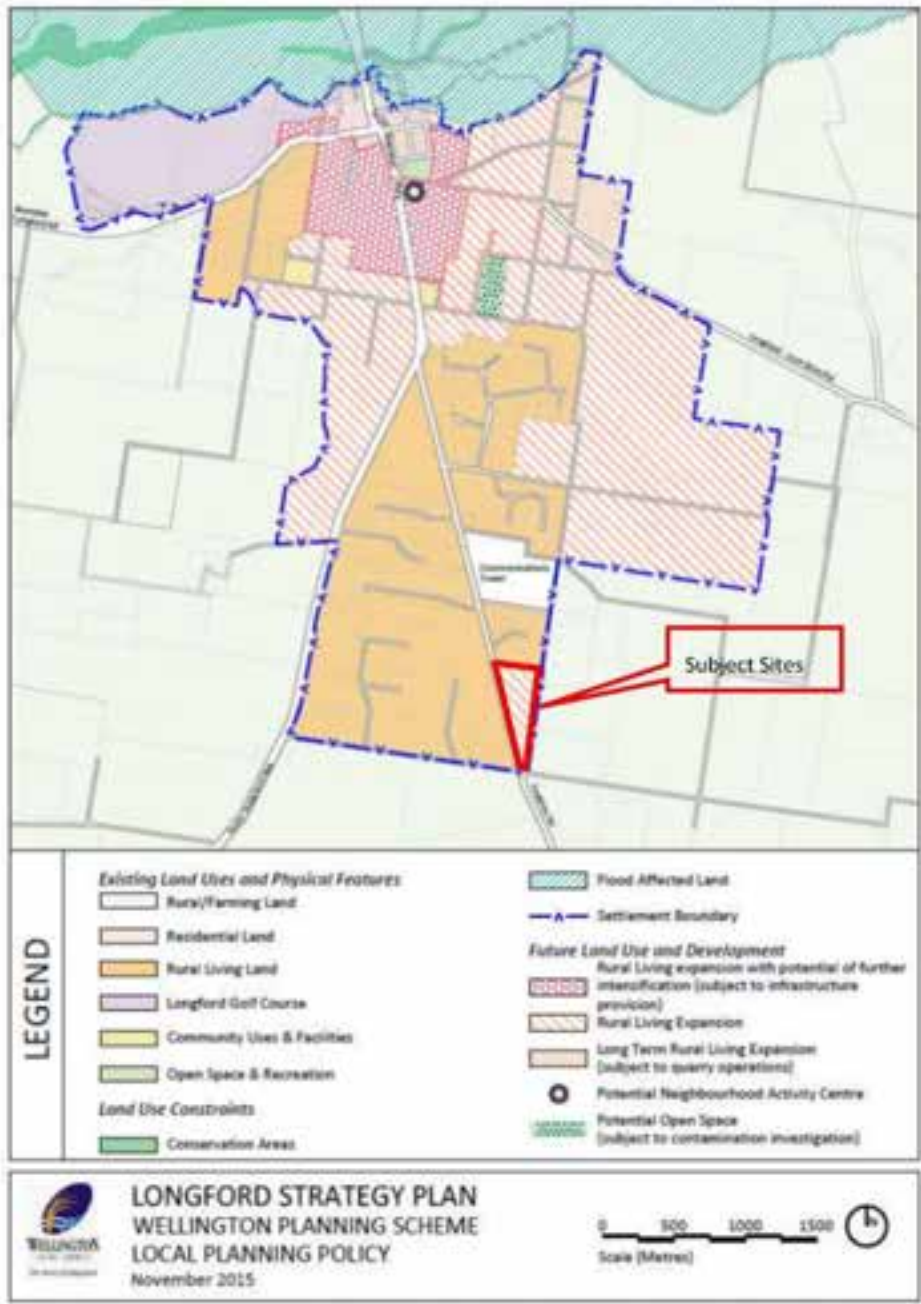 Subject Sites
LEGEND
Existing Land Uses and Physical Features
Rural/Farming Land
Residential Land
Rural Living Land
Longford Golf Course
Community Uses & Facilities
Open Space & Recreation
Land Use Constraints
Conservation Areas
Flood Affected Land
Settlement Boundary
Future Land Use and Development
Rural Living expansion with potential of further
intensification (subject to infrastructure
provision)
Rural Living Expansion
Long Term Rural Living Expansion
(subject to quarry operations)
Potential Neighbourhood Activity Centre
Potential Open Space
(subject to contamination investigation)
WELLINGTON
LONGFORD STRATEGY PLAN
WELLINGTON PLANNING SCHEME
LOCAL PLANNING POLICY
November 2015
0 500 1000 1500
Scale (Metres)